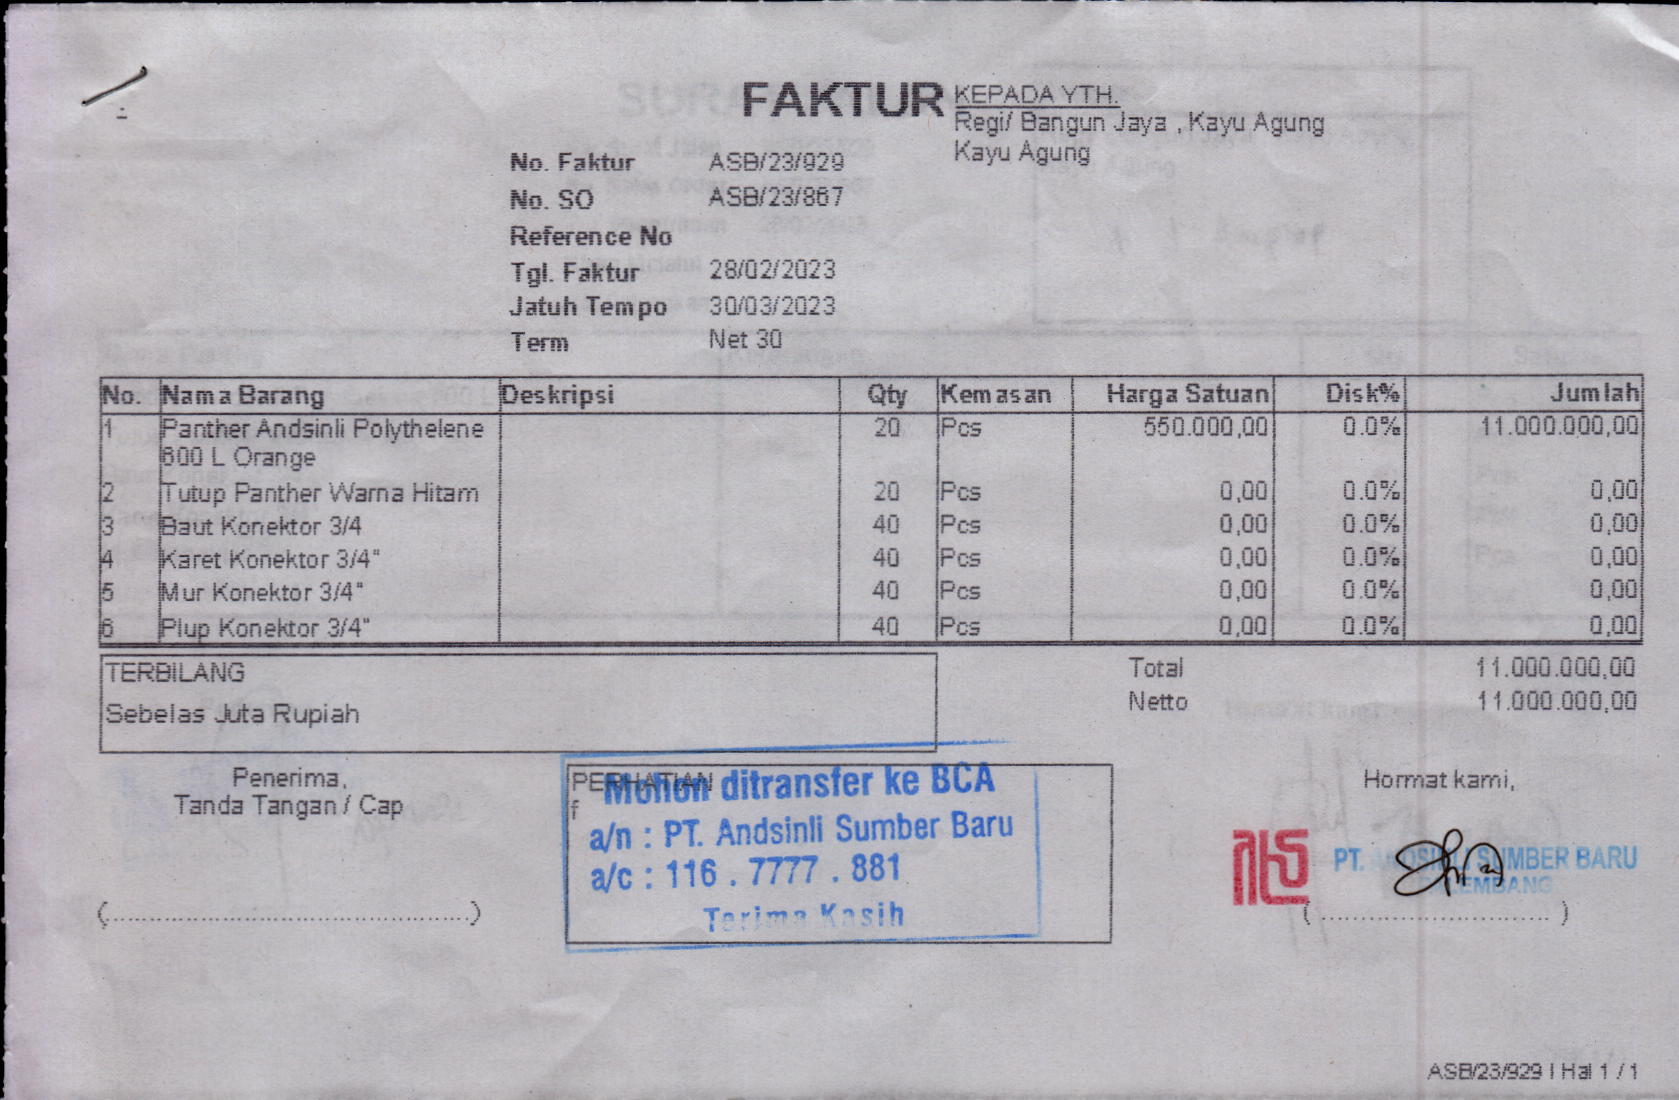 FAKTUR
KEPADA YTH.
Regi/ Bangun Jaya , Kayu Agung
Kayu Agung
No. Faktur ASB/23/929
No. SO ASB/23/867
Reference No
Tgl. Faktur 28/02/2023
Jatuh Tempo 30/03/2023
Term Net 30
No. Nama Barang Deskripsi Qty Kemasan Harga Satuan Disk% Jumlah
1 Panther Andsinli Polythelene 20 Pcs 550.000,00 0.0% 11.000.000,00
600 L Orange
2 Tutup Panther Warna Hitam 20 Pcs 0,00 0.0% 0,00
3 Baut Konektor 3/4 40 Pcs 0,00 0.0% 0,00
4 Karet Konektor 3/4" 40 Pcs 0,00 0.0% 0,00
5 Mur Konektor 3/4" 40 Pcs 0,00 0.0% 0,00
6 Plup Konektor 3/4" 40 Pcs 0,00 0.0% 0,00
TERBILANG
Sebelas Juta Rupiah
Total 11.000.000,00
Netto 11.000.000,00
Penerima,
Tanda Tangan / Cap
(....................................)
PERHATIAN
f
Mohon ditransfer ke BCA
a/n : PT. Andsinli Sumber Baru
a/c : 116 . 7777 . 881
Terima Kasih
Hormat kami,
PT. ANDSINLI SUMBER BARU
PALEMBANG
( ............................ )
ASB/23/929 | Hal 1 / 1